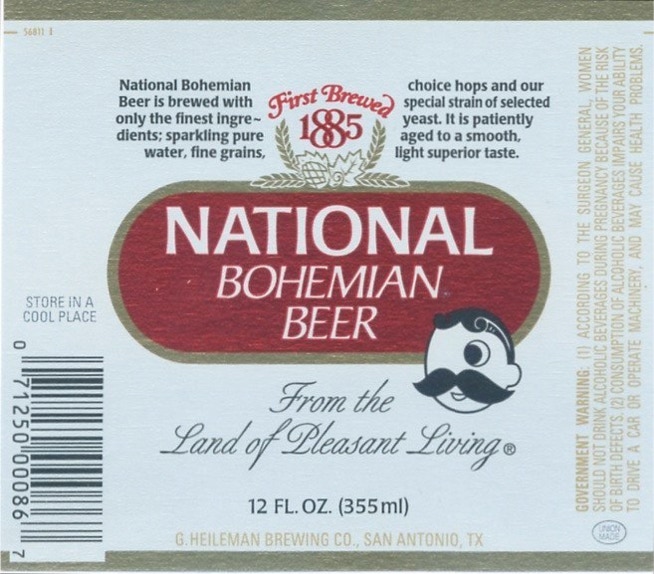 56811 I
National Bohemian
Beer is brewed with
only the finest ingre-
dients; sparkling pure
water, fine grains,
First Brewed
1885
choice hops and our
special strain of selected
yeast. It is patiently
aged to a smooth,
light superior taste.
NATIONAL
BOHEMIAN
BEER
STORE IN A
COOL PLACE
0 71250 00086 7
From the
Land of Pleasant Living®
12 FL. OZ. (355ml)
G. HEILEMAN BREWING CO., SAN ANTONIO, TX
GOVERNMENT WARNING: (1) ACCORDING TO THE SURGEON GENERAL, WOMEN
SHOULD NOT DRINK ALCOHOLIC BEVERAGES DURING PREGNANCY BECAUSE OF THE RISK
OF BIRTH DEFECTS. (2) CONSUMPTION OF ALCOHOLIC BEVERAGES IMPAIRS YOUR ABILITY
TO DRIVE A CAR OR OPERATE MACHINERY, AND MAY CAUSE HEALTH PROBLEMS.
UNION
MADE